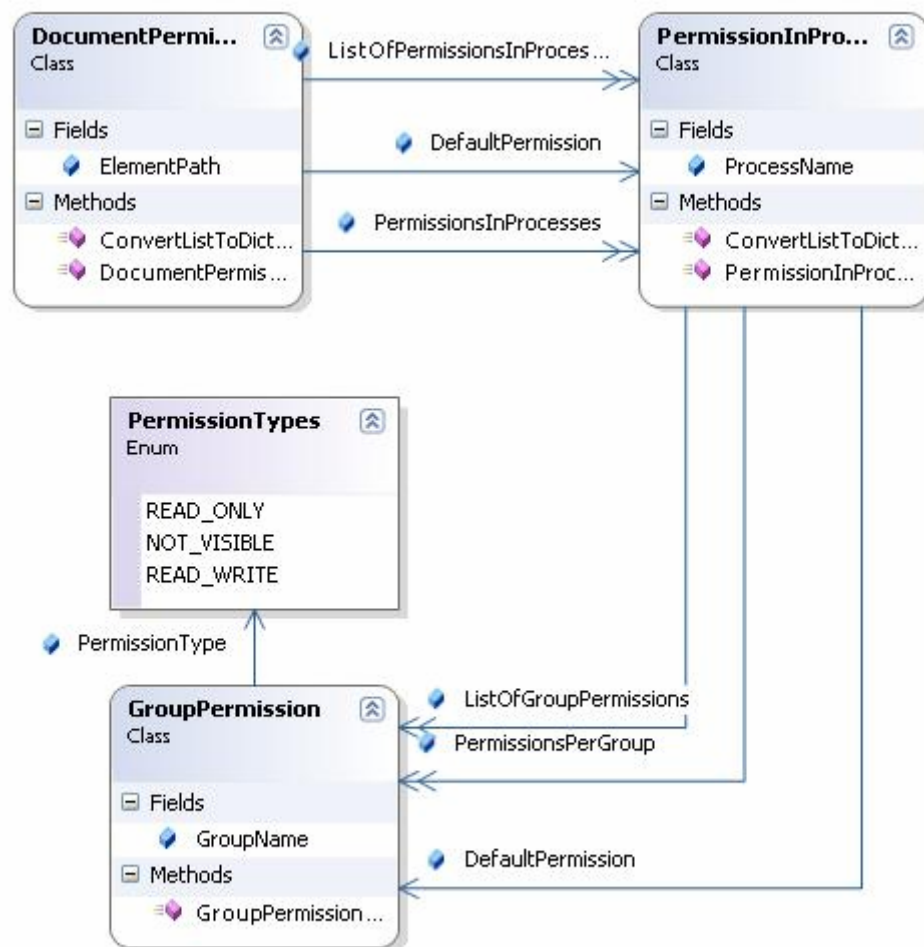 DocumentPermi...
Class
Fields
ElementPath
Methods
ConvertListToDict...
DocumentPermis...
ListOfPermissionsInProces...
DefaultPermission
PermissionsInProcesses
PermissionInPro...
Class
Fields
ProcessName
Methods
ConvertListToDict...
PermissionInProc...
PermissionTypes
Enum
READ_ONLY
NOT_VISIBLE
READ_WRITE
PermissionType
GroupPermission
Class
Fields
GroupName
Methods
GroupPermission...
ListOfGroupPermissions
PermissionsPerGroup
DefaultPermission